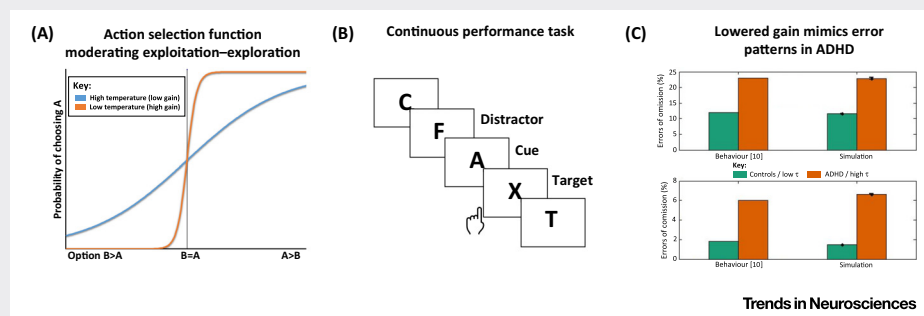 (A)
Action selection function
moderating exploitation–exploration
Probability of choosing A
Key:
High temperature (low gain)
Low temperature (high gain)
Option B>A
B=A
A>B
(B)
Continuous performance task
C
F
Distractor
A
Cue
X
Target
T
(C)
Lowered gain mimics error
patterns in ADHD
Errors of omission (%)
25
20
15
10
5
0
Behaviour [10]
Simulation
Key:
Controls / low τ
ADHD / high τ
Errors of comission (%)
8
6
4
2
0
Behaviour [10]
Simulation
Trends in Neurosciences